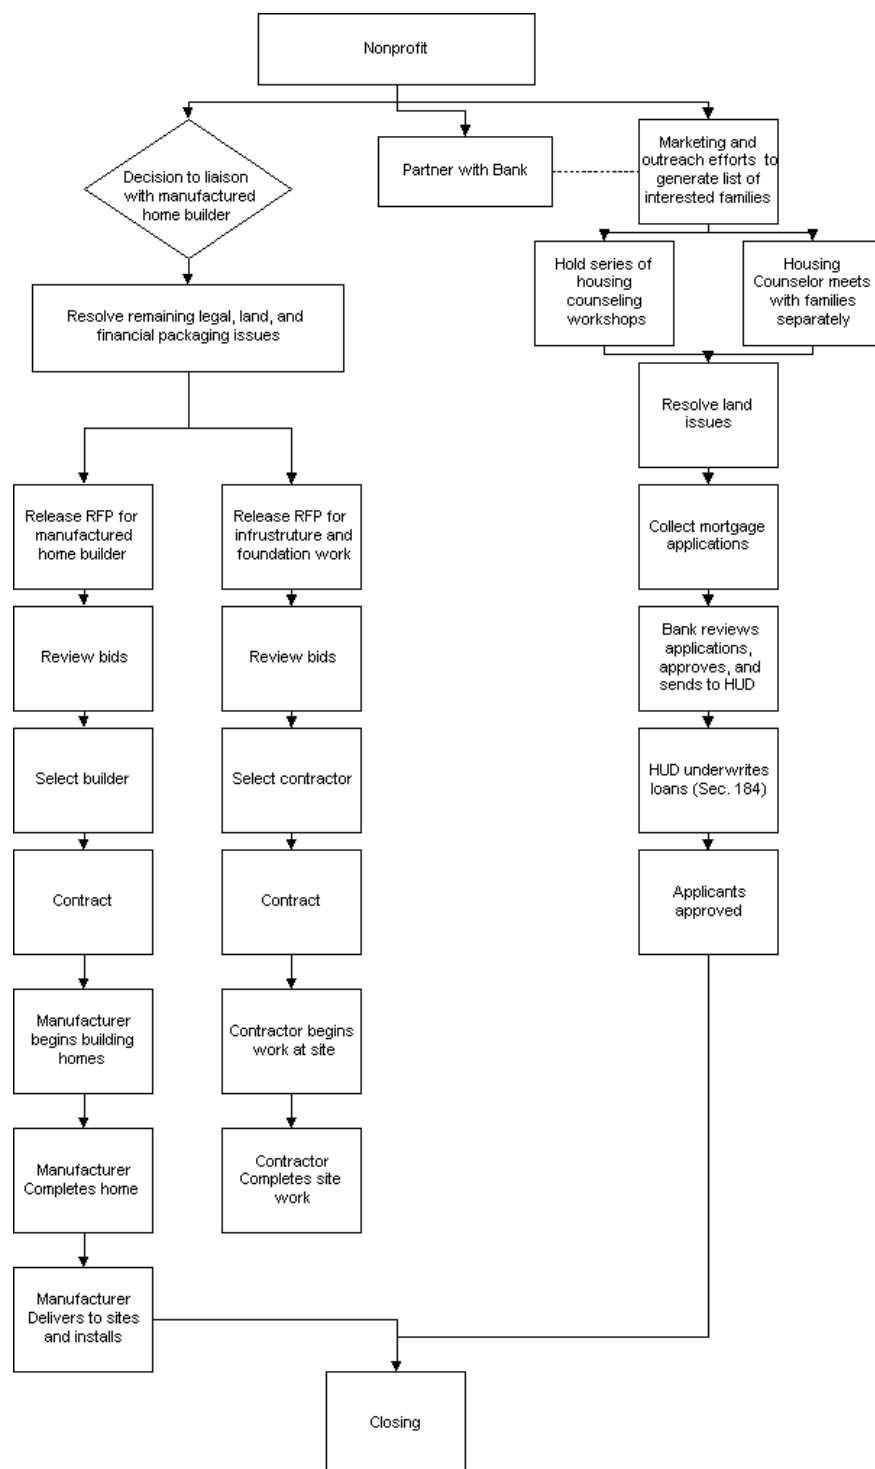 Nonprofit
Decision to liaison
with manufactured
home builder
Partner with Bank
Marketing and
outreach efforts to
generate list of
interested families
Hold series of
housing
counseling
workshops
Housing
Counselor meets
with families
separately
Resolve remaining legal, land, and
financial packaging issues
Resolve land
issues
Release RFP for
manufactured
home builder
Release RFP for
infrustruture and
foundation work
Collect mortgage
applications
Review bids
Review bids
Bank reviews
applications,
approves, and
sends to HUD
Select builder
Select contractor
HUD underwrites
loans (Sec. 184)
Contract
Contract
Applicants
approved
Manufacturer
begins building
homes
Contractor begins
work at site
Manufacturer
Completes home
Contractor
Completes site
work
Manufacturer
Delivers to sites
and installs
Closing